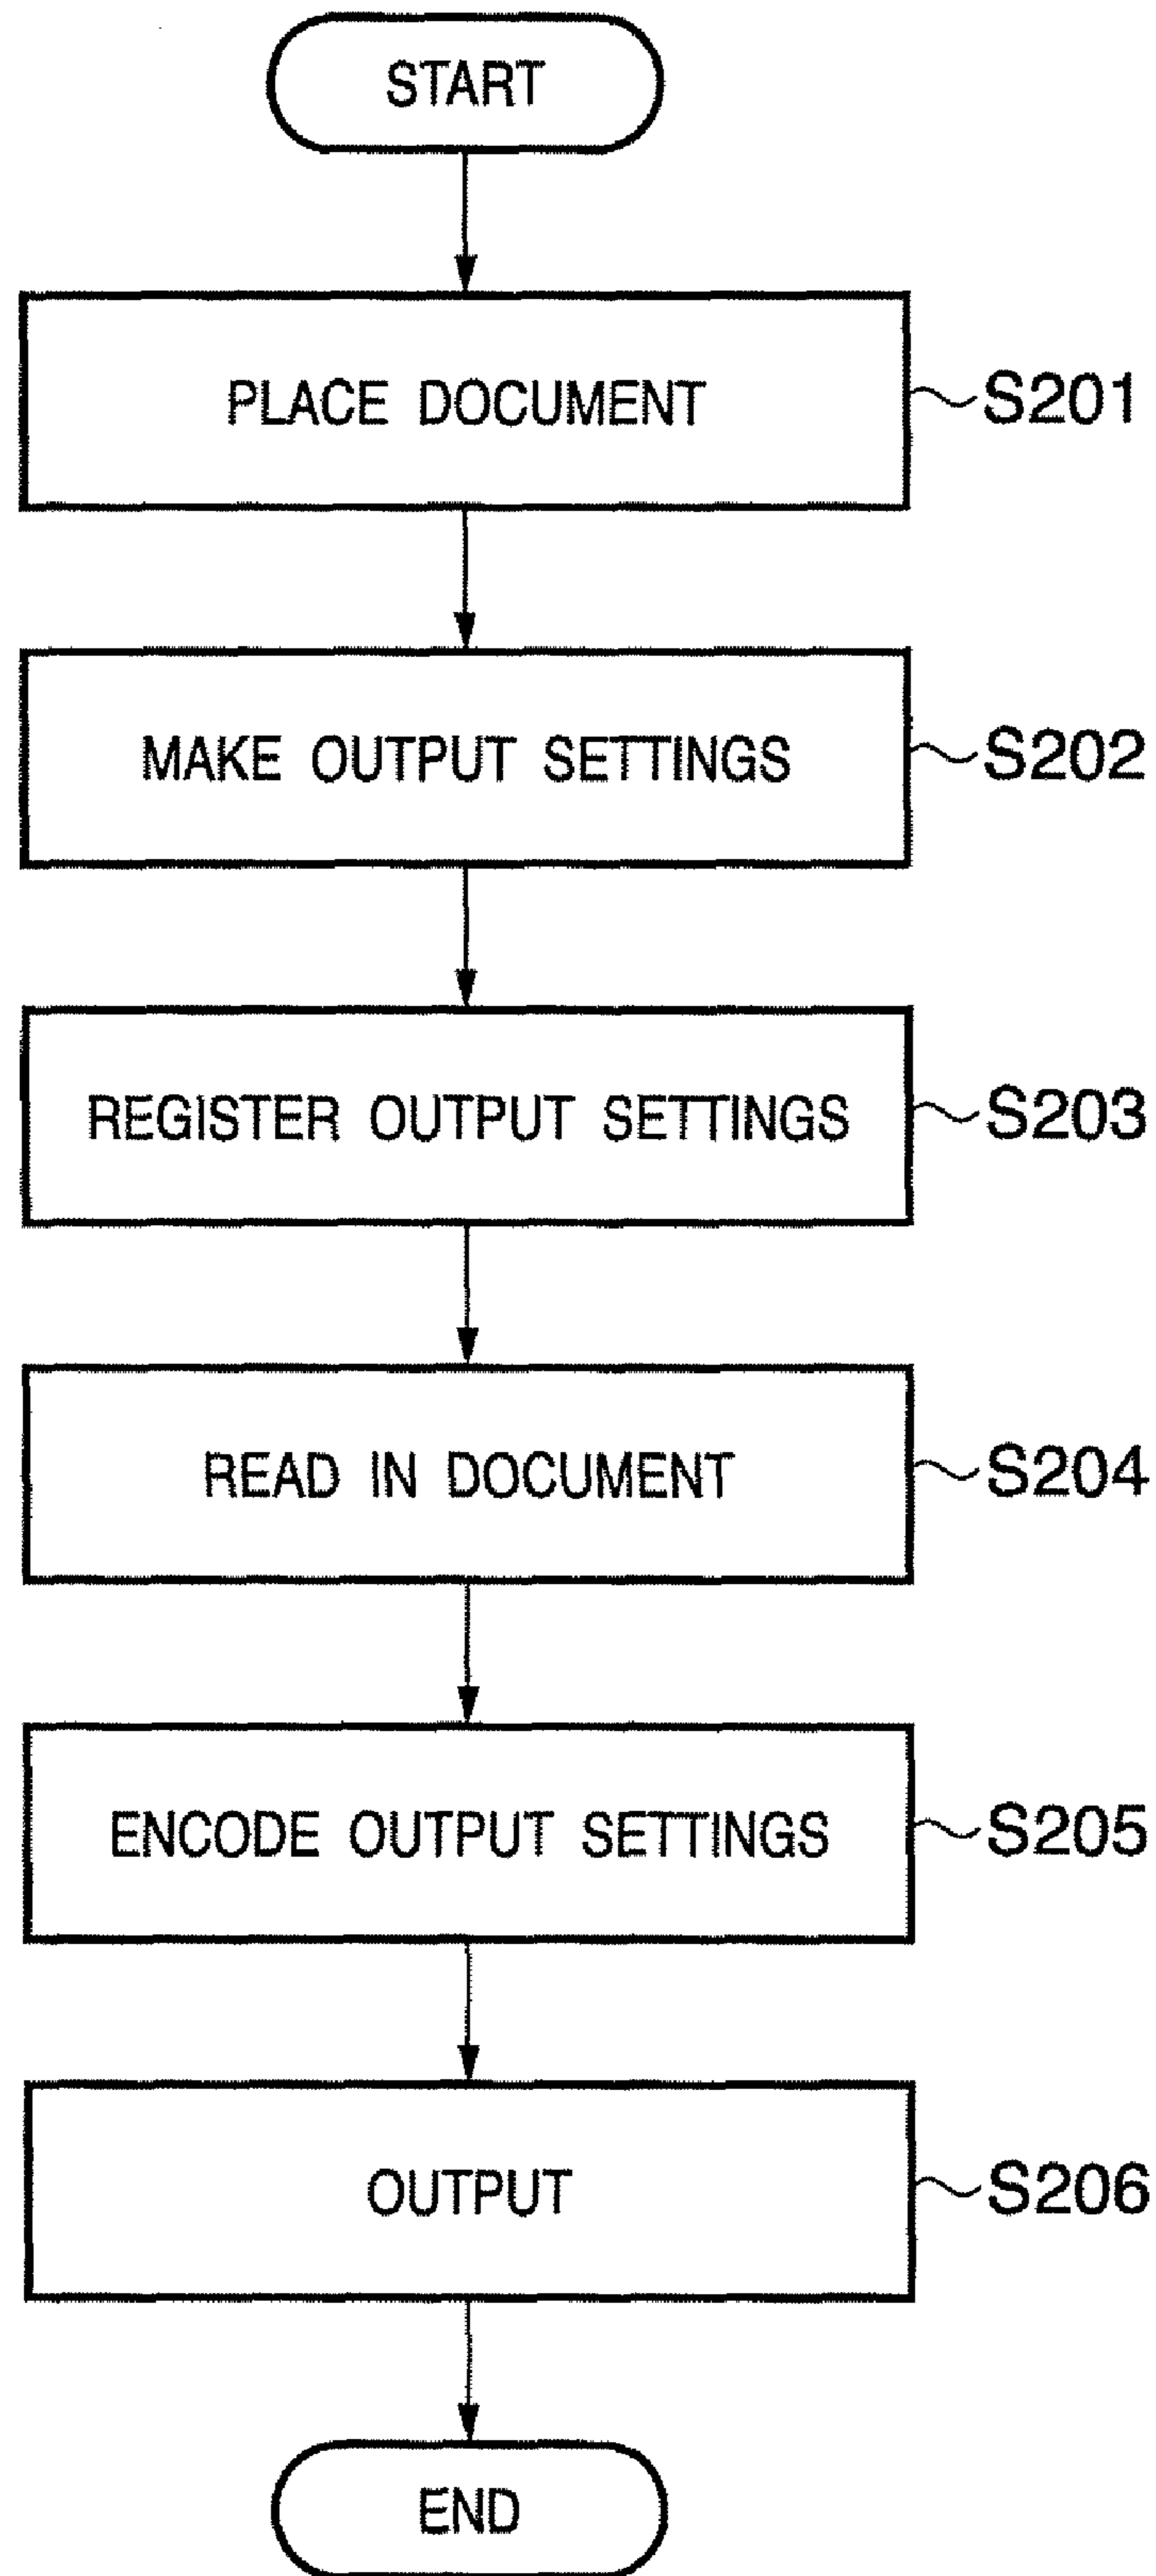 START
PLACE DOCUMENT
S201
MAKE OUTPUT SETTINGS
S202
REGISTER OUTPUT SETTINGS
S203
READ IN DOCUMENT
S204
ENCODE OUTPUT SETTINGS
S205
OUTPUT
S206
END